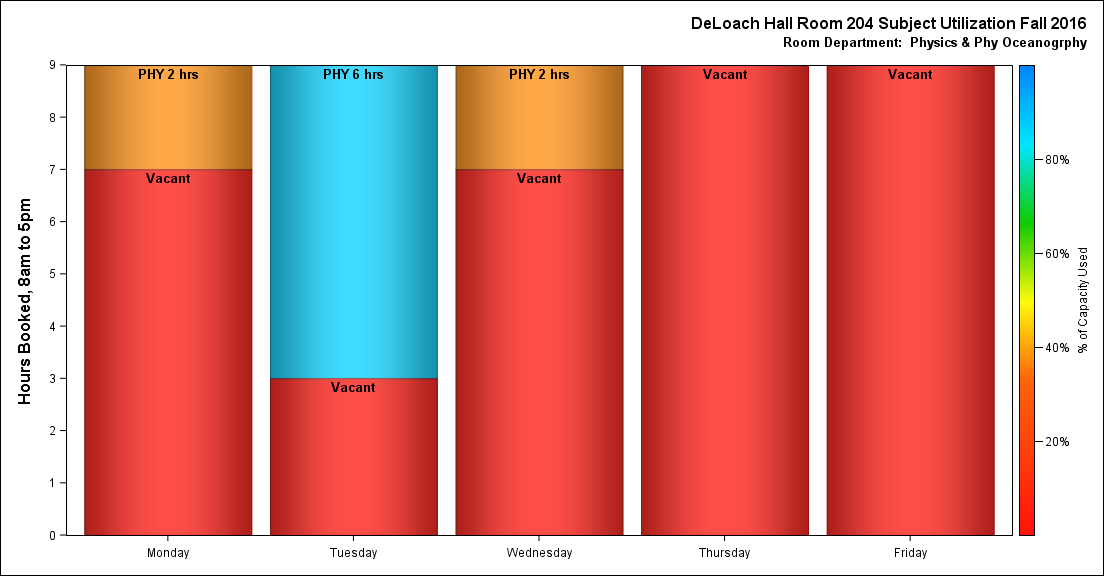 DeLoach Hall Room 204 Subject Utilization Fall 2016
Room Department:  Physics & Phy Oceanogrphy
Hours Booked, 8am to 5pm
9
8
7
6
5
4
3
2
1
0
PHY 2 hrs
Vacant
PHY 6 hrs
Vacant
PHY 2 hrs
Vacant
Vacant
Vacant
Monday
Tuesday
Wednesday
Thursday
Friday
80%
60%
40%
20%
% of Capacity Used